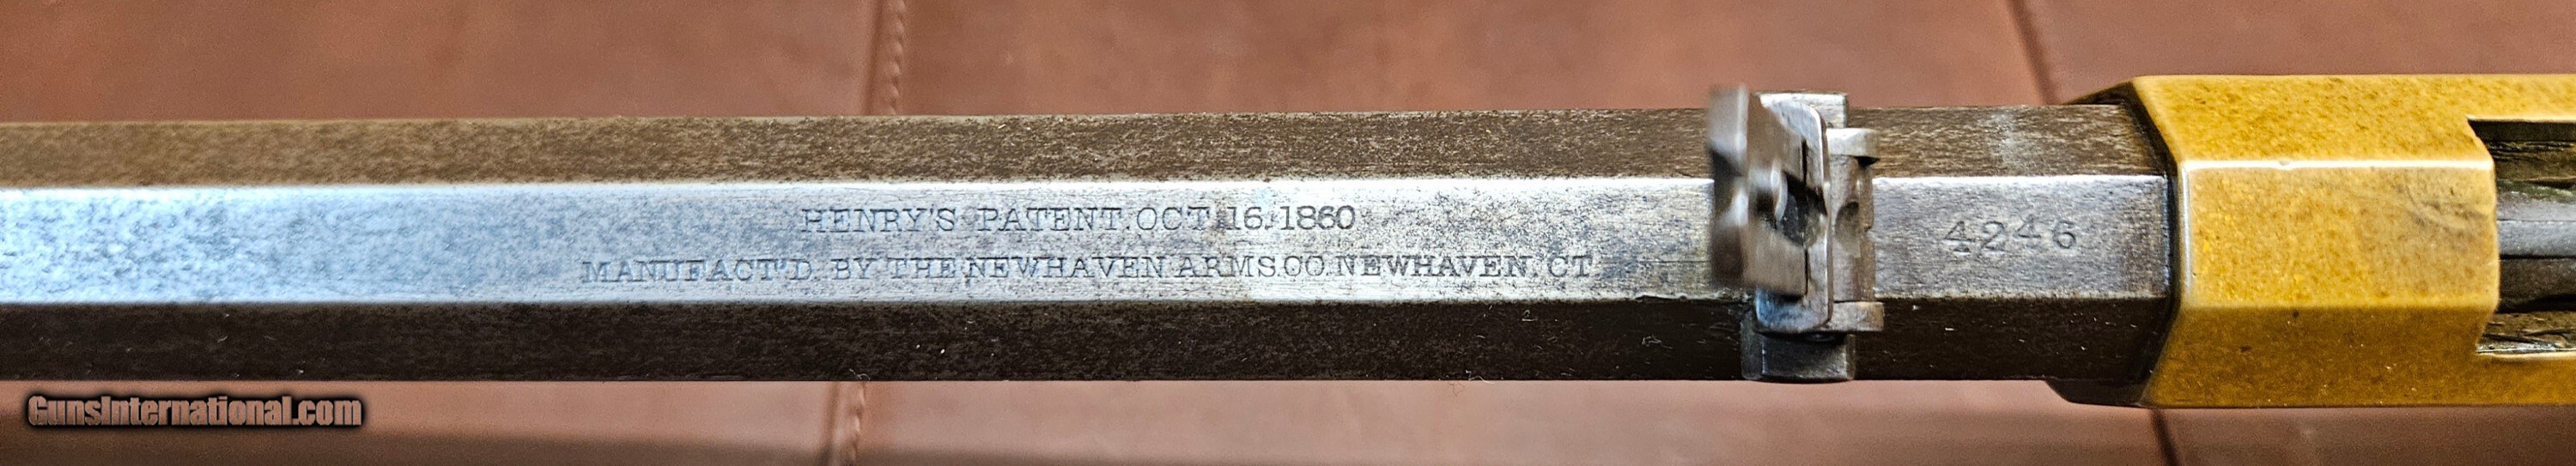 HENRY'S PATENT. OCT. 16. 1860
MANUFACT'D. BY THE NEWHAVEN ARMS. CO. NEWHAVEN. CT.
4246
GunsInternational.com